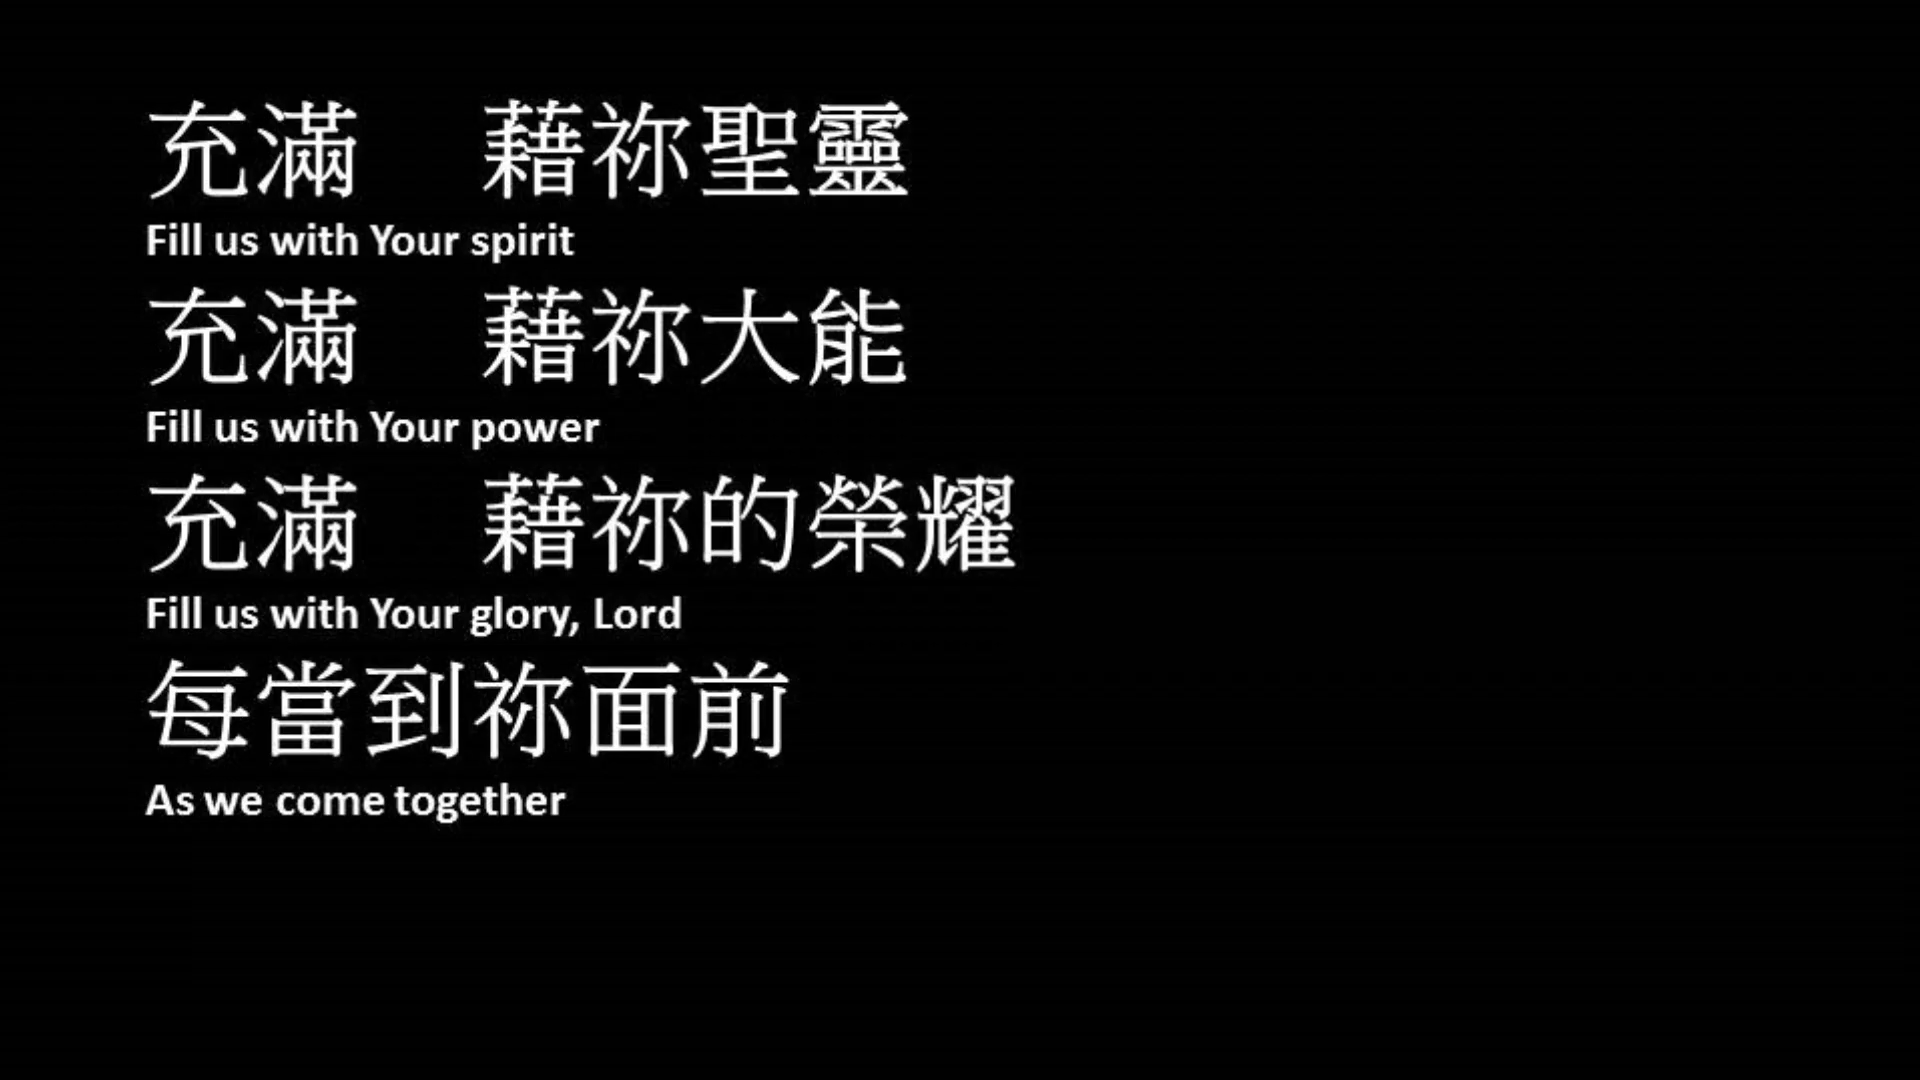 充滿　藉祢聖靈
Fill us with Your spirit
充滿　藉祢大能
Fill us with Your power
充滿　藉祢的榮耀
Fill us with Your glory, Lord
每當到祢面前
As we come together